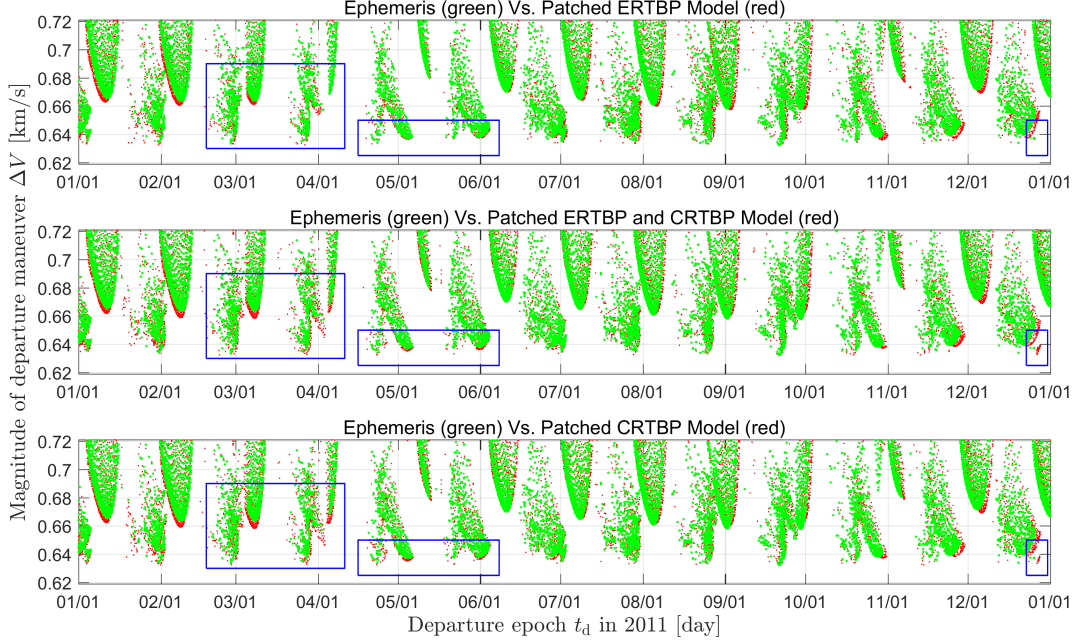 Ephemeris (green) Vs. Patched ERTBP Model (red)
0.72
0.7
0.68
0.66
0.64
0.62
01/01 02/01 03/01 04/01 05/01 06/01 07/01 08/01 09/01 10/01 11/01 12/01 01/01
Ephemeris (green) Vs. Patched ERTBP and CRTBP Model (red)
0.72
0.7
0.68
0.66
0.64
0.62
01/01 02/01 03/01 04/01 05/01 06/01 07/01 08/01 09/01 10/01 11/01 12/01 01/01
Ephemeris (green) Vs. Patched CRTBP Model (red)
0.72
0.7
0.68
0.66
0.64
0.62
01/01 02/01 03/01 04/01 05/01 06/01 07/01 08/01 09/01 10/01 11/01 12/01 01/01
Magnitude of departure maneuver ΔV [km/s]
Departure epoch t_d in 2011 [day]